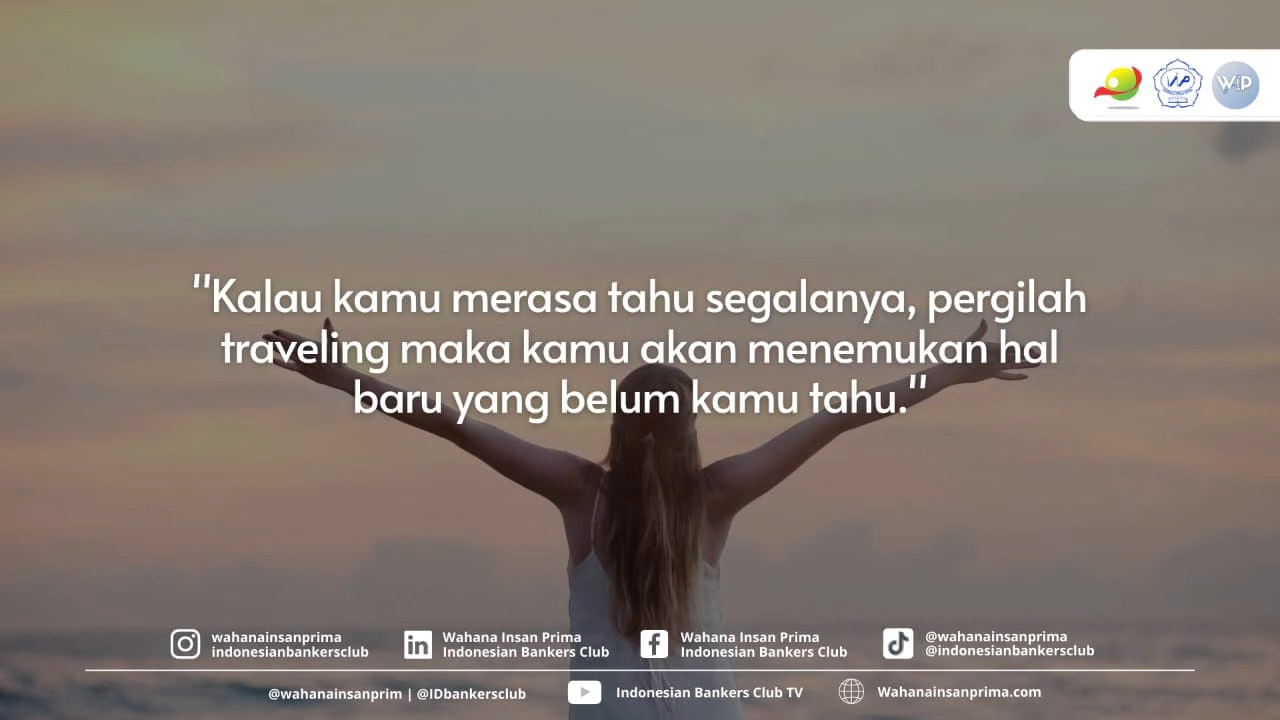 WiP
"Kalau kamu merasa tahu segalanya, pergilah
traveling maka kamu akan menemukan hal
baru yang belum kamu tahu."
wahanainsanprima
indonesianbankersclub
Wahana Insan Prima
Indonesian Bankers Club
Wahana Insan Prima
Indonesian Bankers Club
@wahanainsanprima
@indonesianbankersclub
@wahanainsanprim | @IDbankersclub
Indonesian Bankers Club TV
Wahanainsanprima.com